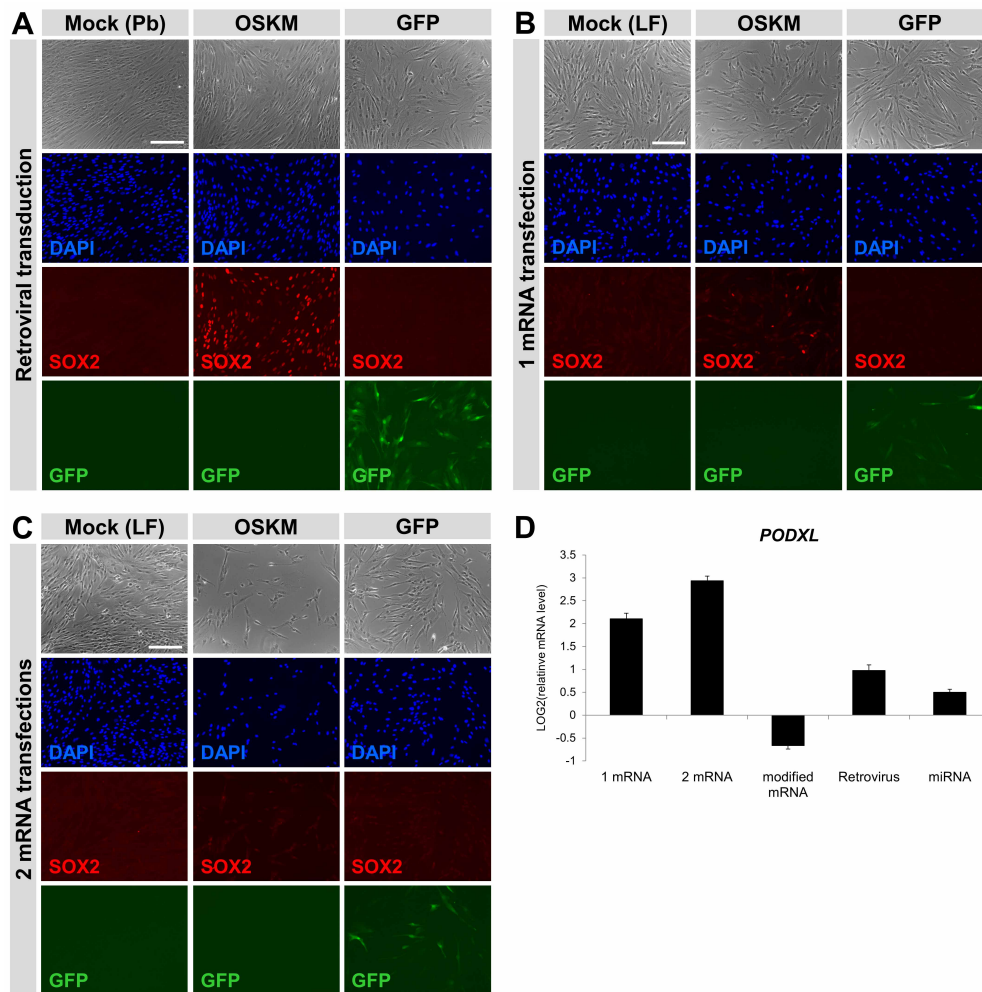 A
Mock (Pb) OSKM GFP
Retroviral transduction
DAPI DAPI DAPI
SOX2 SOX2 SOX2
GFP GFP GFP
B
Mock (LF) OSKM GFP
1 mRNA transfection
DAPI DAPI DAPI
SOX2 SOX2 SOX2
GFP GFP GFP
C
Mock (LF) OSKM GFP
2 mRNA transfections
DAPI DAPI DAPI
SOX2 SOX2 SOX2
GFP GFP GFP
D
PODXL
LOG2(relatinve mRNA level)
3.5
3
2.5
2
1.5
1
0.5
0
-0.5
-1
1 mRNA 2 mRNA modified Retrovirus miRNA
mRNA